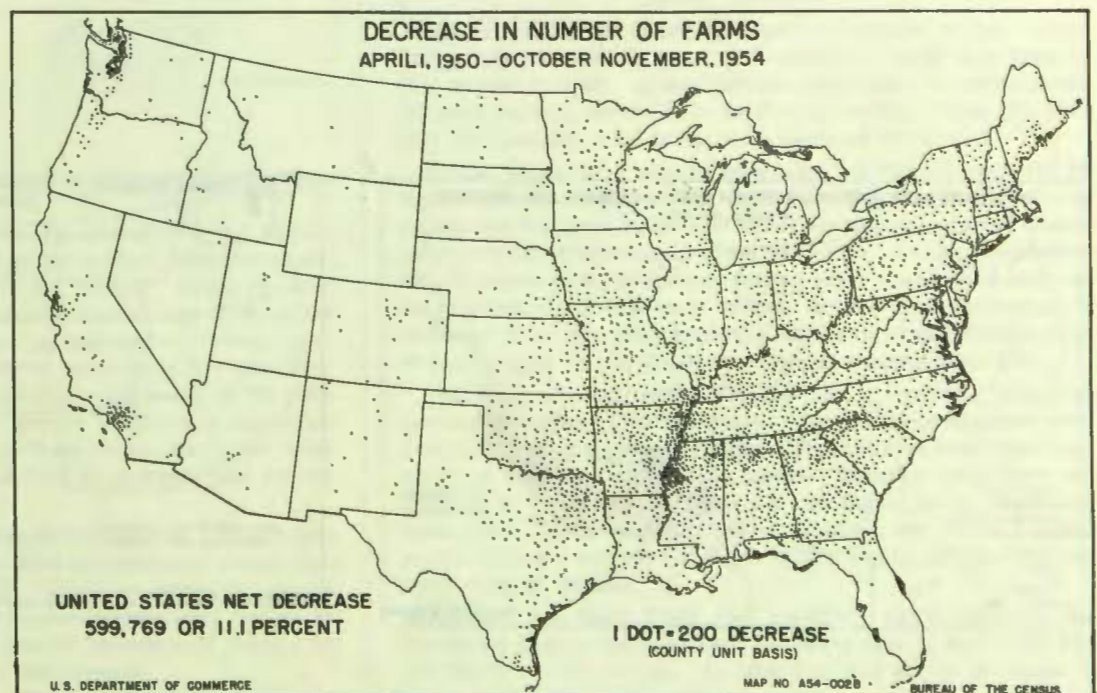 DECREASE IN NUMBER OF FARMS
APRIL 1, 1950—OCTOBER NOVEMBER, 1954
UNITED STATES NET DECREASE
599,769 OR 11.1 PERCENT
1 DOT=200 DECREASE
(COUNTY UNIT BASIS)
U.S. DEPARTMENT OF COMMERCE
MAP NO A54-002B
BUREAU OF THE CENSUS